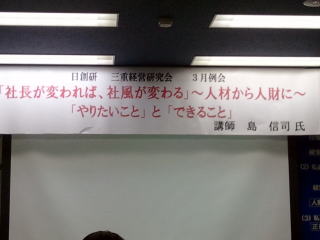 日創研　三重経営研究会　３月例会
「社長が変われば、社風が変わる」～人材から人財に～
「やりたいこと」と「できること」
講師　島　信司 氏